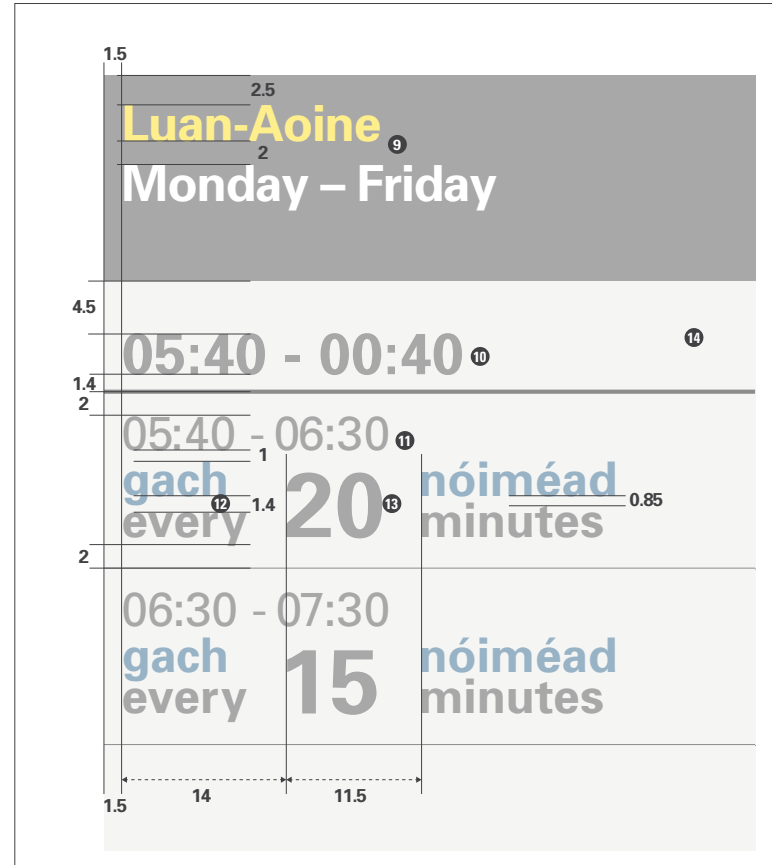 1.5
2.5
Luan-Aoine
9
2
Monday – Friday
4.5
05:40 - 00:40
10
14
1.4
2
05:40 - 06:30
11
1
gach 20 nóiméad
12
1.4
13
0.85
every minutes
2
06:30 - 07:30
gach 15 nóiméad
every minutes
14
11.5
1.5